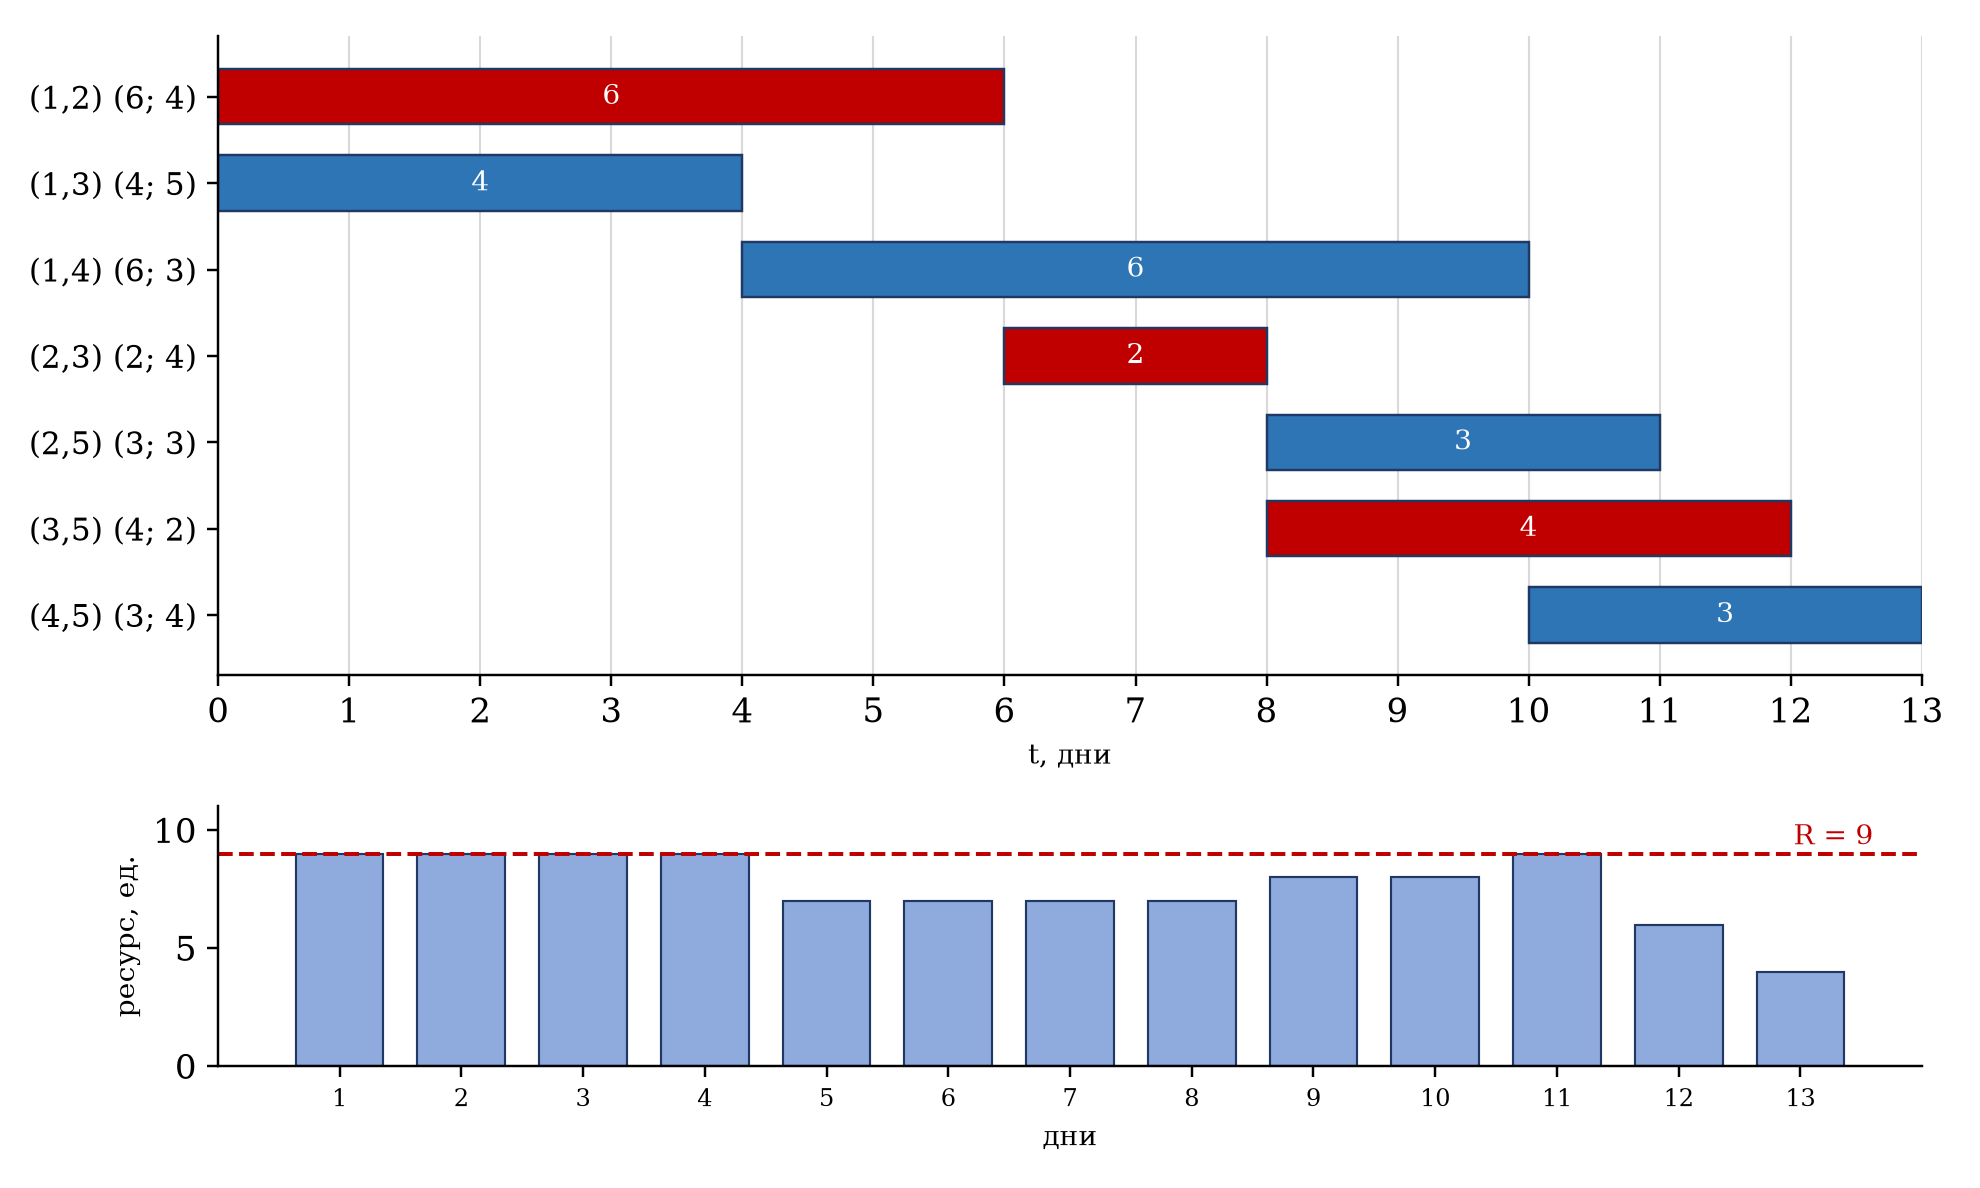 (1,2) (6; 4)
6
(1,3) (4; 5)
4
(1,4) (6; 3)
6
(2,3) (2; 4)
2
(2,5) (3; 3)
3
(3,5) (4; 2)
4
(4,5) (3; 4)
3
0 1 2 3 4 5 6 7 8 9 10 11 12 13
t, дни
ресурс, ед.
10
5
0
R = 9
1 2 3 4 5 6 7 8 9 10 11 12 13
дни